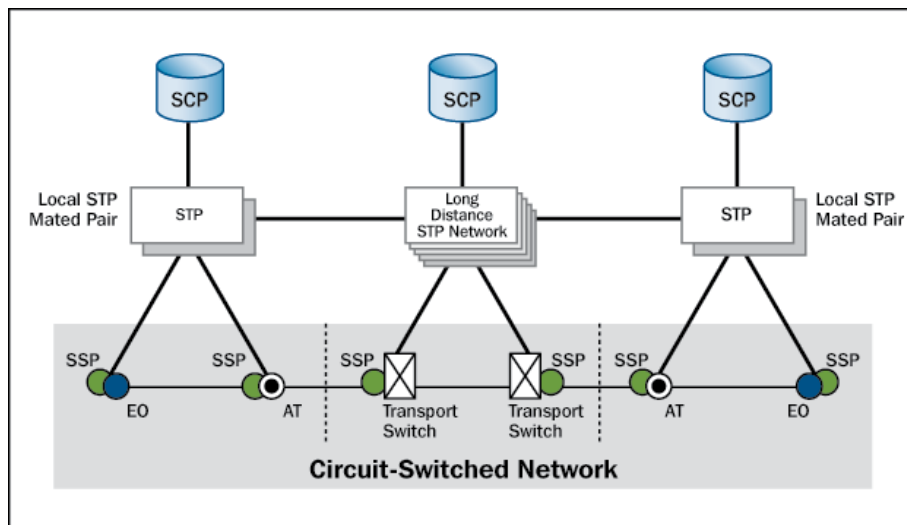 SCP
SCP
SCP
Local STP
Mated Pair
STP
Long
Distance
STP Network
STP
Local STP
Mated Pair
SSP
SSP
SSP
SSP
SSP
SSP
EO
AT
Transport
Switch
Transport
Switch
AT
EO
Circuit-Switched Network